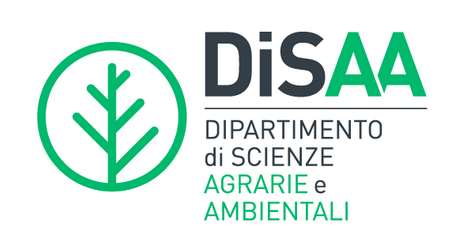 DiSAA
DIPARTIMENTO
di SCIENZE
AGRARIE e
AMBIENTALI